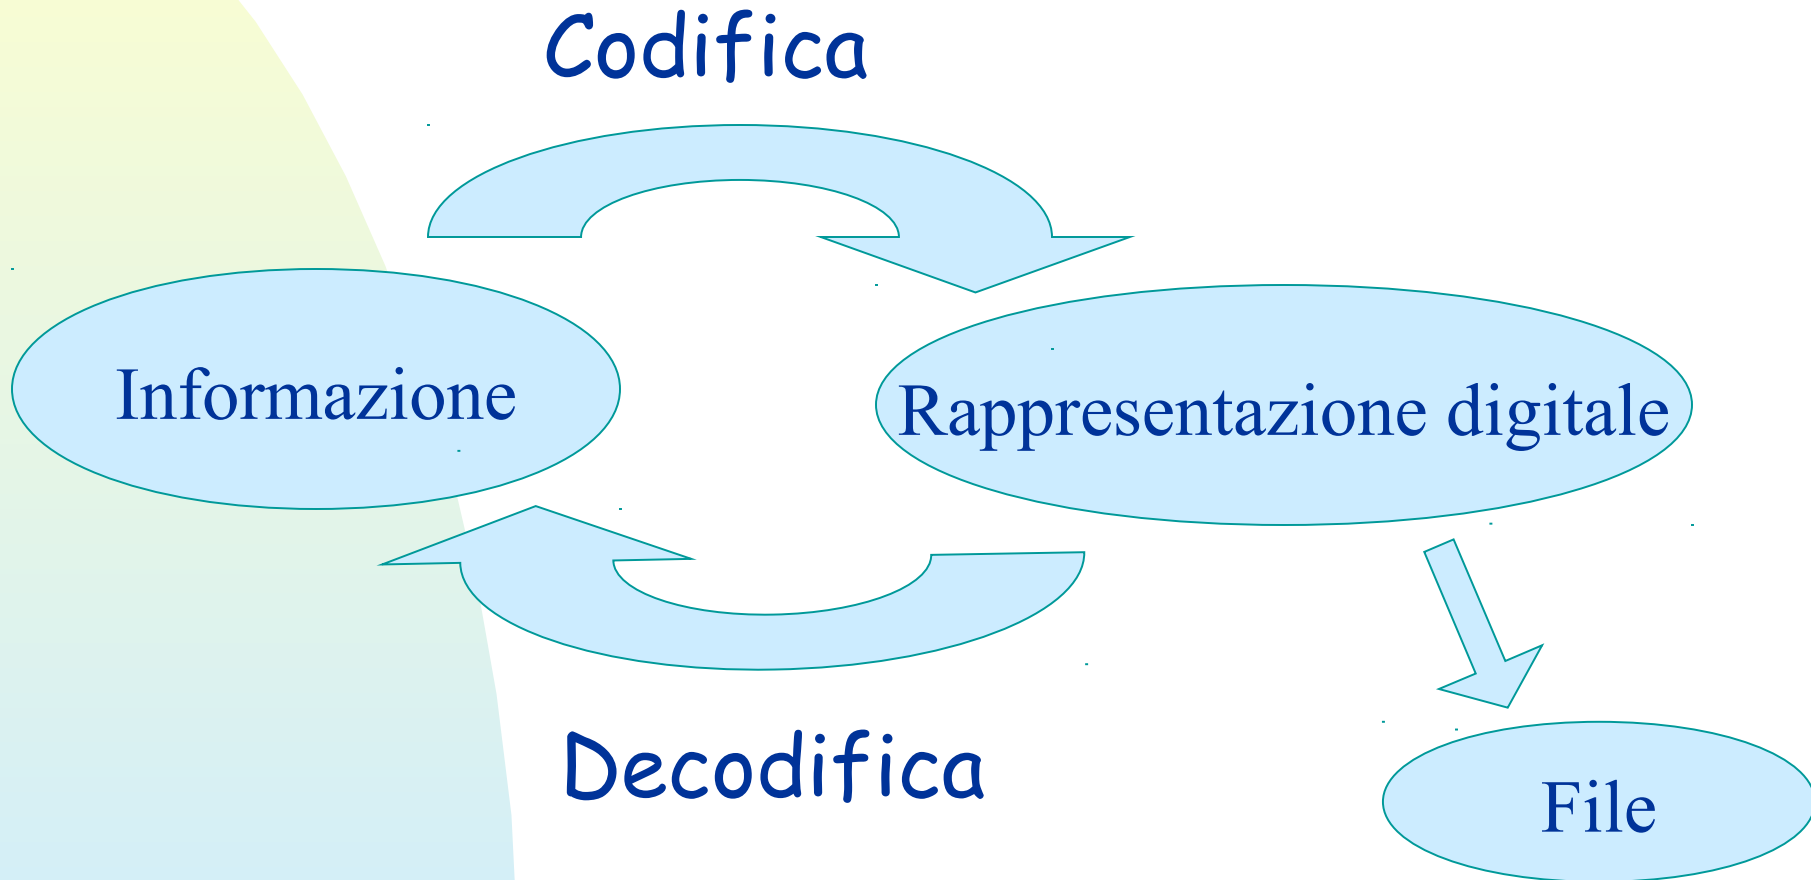 Codifica
Informazione
Rappresentazione digitale
Decodifica
File